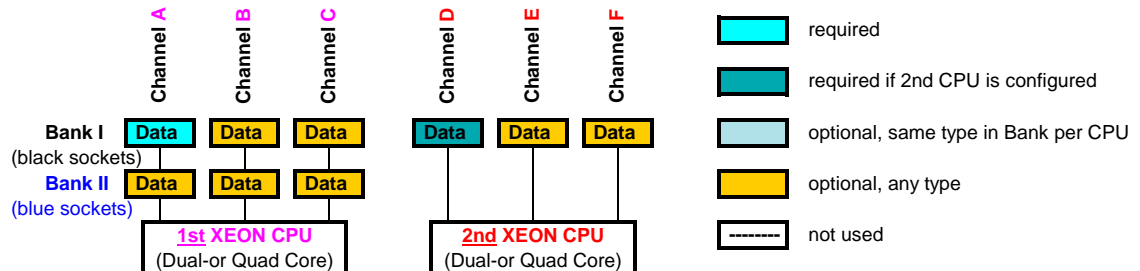 Channel A
Channel B
Channel C
Channel D
Channel E
Channel F
required
required if 2nd CPU is configured
optional, same type in Bank per CPU
optional, any type
-------- not used
Bank I
(black sockets)
Data Data Data Data Data Data
Bank II
(blue sockets)
Data Data Data
1st XEON CPU
(Dual-or Quad Core)
2nd XEON CPU
(Dual-or Quad Core)